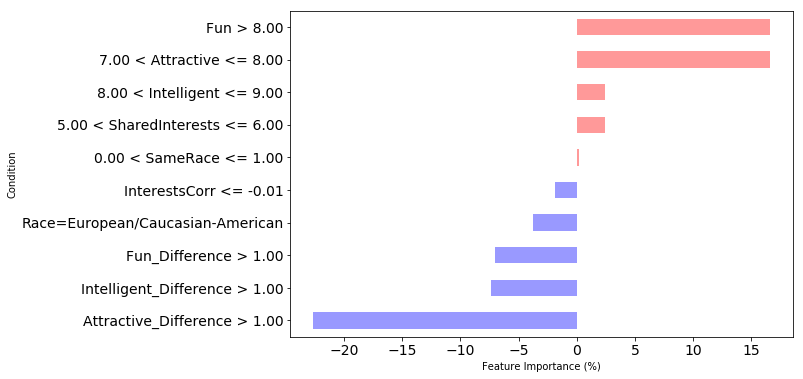 Fun > 8.00
7.00 < Attractive <= 8.00
8.00 < Intelligent <= 9.00
5.00 < SharedInterests <= 6.00
0.00 < SameRace <= 1.00
InterestsCorr <= -0.01
Race=European/Caucasian-American
Fun_Difference > 1.00
Intelligent_Difference > 1.00
Attractive_Difference > 1.00
Condition
−20 −15 −10 −5 0 5 10 15
Feature Importance (%)